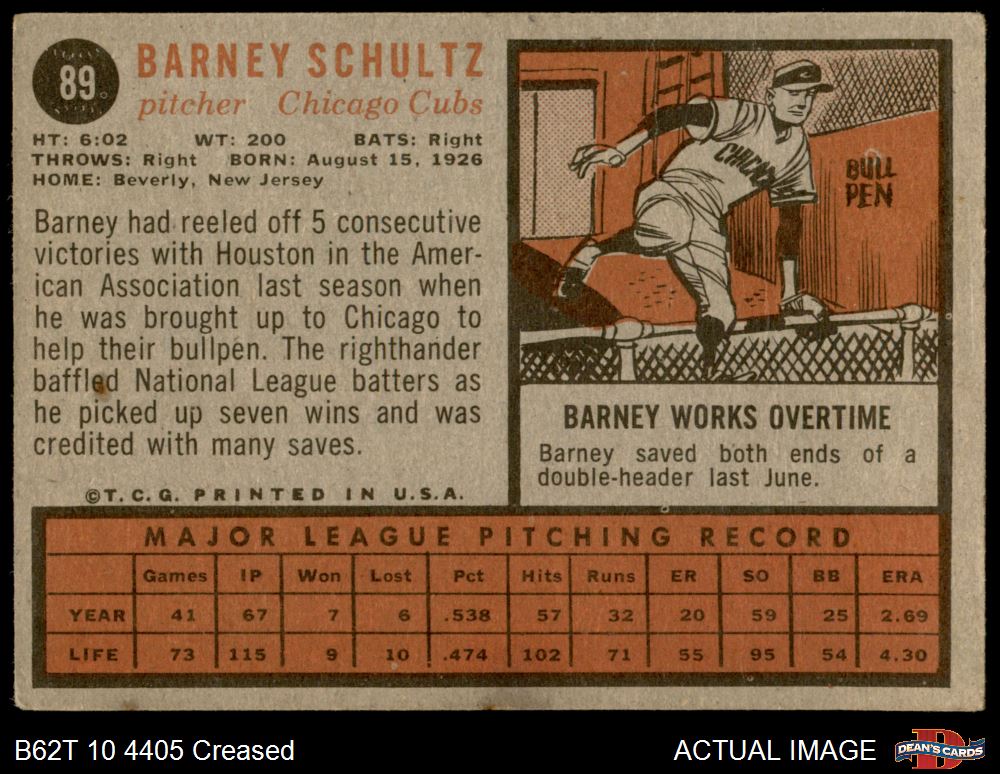 89
BARNEY SCHULTZ
pitcher Chicago Cubs
HT: 6:02 WT: 200 BATS: Right
THROWS: Right BORN: August 15, 1926
HOME: Beverly, New Jersey
Barney had reeled off 5 consecutive
victories with Houston in the Amer-
ican Association last season when
he was brought up to Chicago to
help their bullpen. The righthander
baffled National League batters as
he picked up seven wins and was
credited with many saves.
©T.C.G. PRINTED IN U.S.A.
CHICAGO
BULL
PEN
BARNEY WORKS OVERTIME
Barney saved both ends of a
double-header last June.
MAJOR LEAGUE PITCHING RECORD
Games IP Won Lost Pct Hits Runs ER SO BB ERA
YEAR 41 67 7 6 .538 57 32 20 59 25 2.69
LIFE 73 115 9 10 .474 102 71 55 95 54 4.30
B62T 10 4405 Creased
ACTUAL IMAGE
D
DEAN'S CARDS